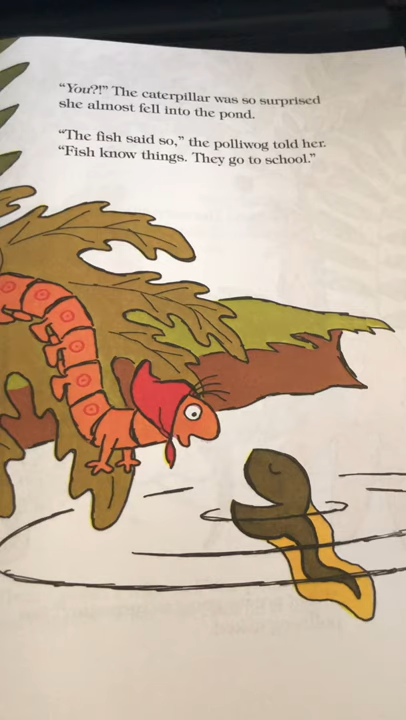 “You?!” The caterpillar was so surprised
she almost fell into the pond.
“The fish said so,” the polliwog told her.
“Fish know things. They go to school.”